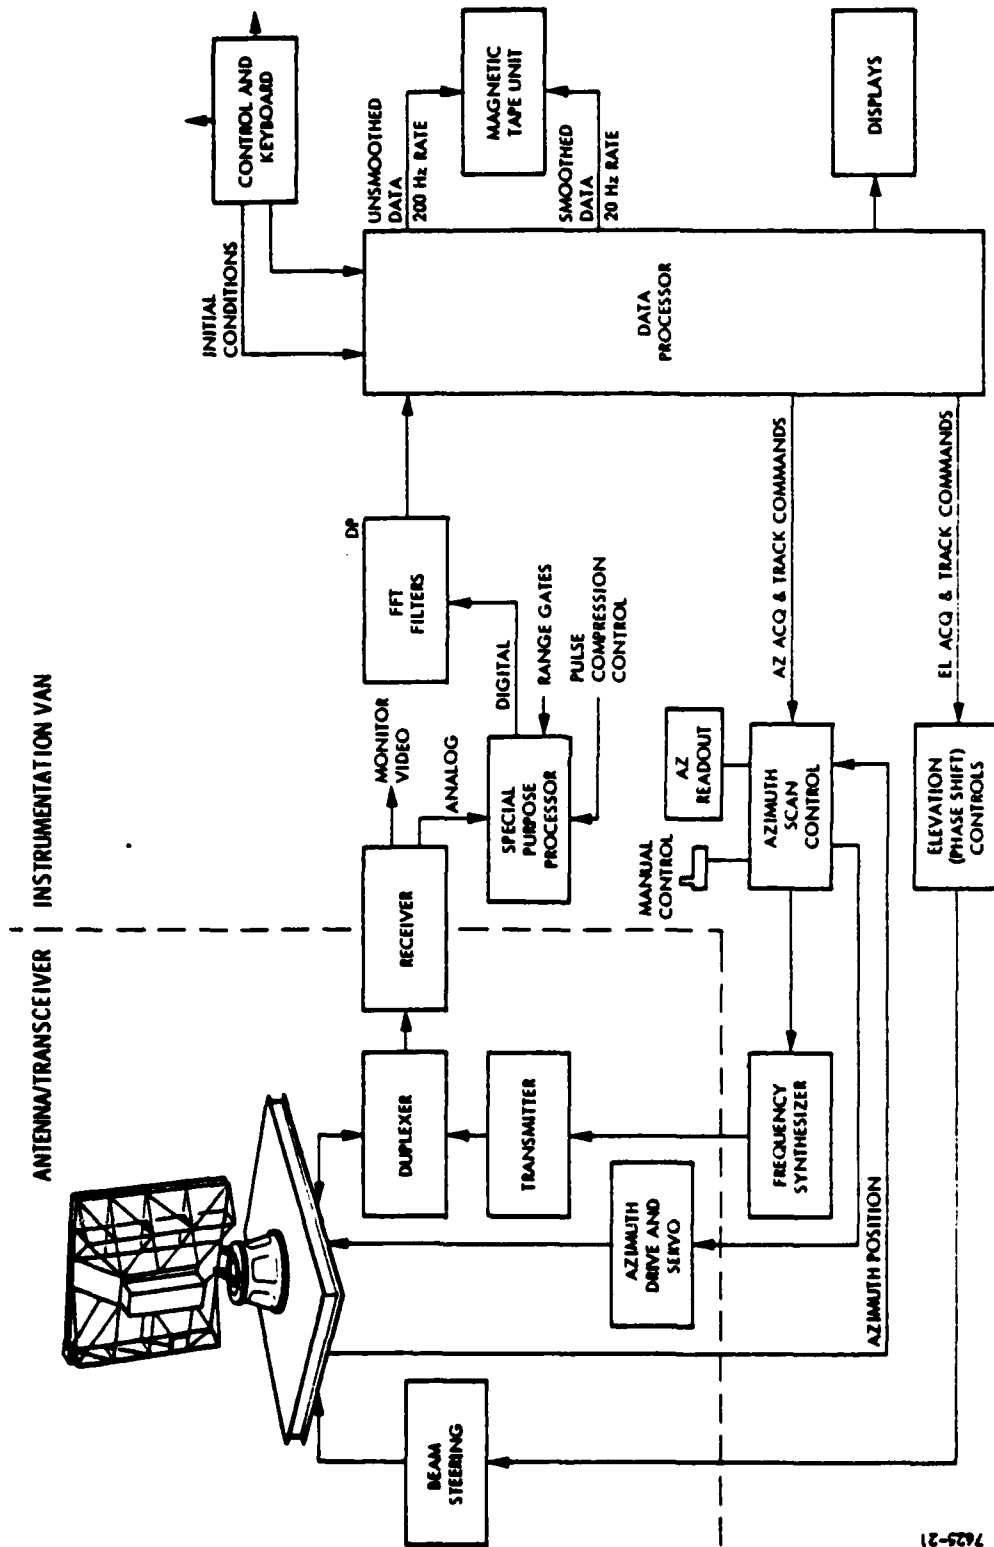 ANTENNA/TRANSCEIVER
INSTRUMENTATION VAN
CONTROL AND
KEYBOARD
INITIAL
CONDITIONS
UNSMOOTHED
DATA
200 Hz RATE
MAGNETIC
TAPE UNIT
SMOOTHED
DATA
20 Hz RATE
DISPLAYS
DATA
PROCESSOR
DP
FFT
FILTERS
DIGITAL
RANGE GATES
PULSE
COMPRESSION
CONTROL
MONITOR
VIDEO
ANALOG
SPECIAL
PURPOSE
PROCESSOR
RECEIVER
DUPLEXER
TRANSMITTER
AZ ACQ & TRACK COMMANDS
EL ACQ & TRACK COMMANDS
AZ
READOUT
MANUAL
CONTROL
AZIMUTH
SCAN
CONTROL
ELEVATION
(PHASE SHIFT)
CONTROLS
FREQUENCY
SYNTHESIZER
AZIMUTH
DRIVE AND
SERVO
AZIMUTH POSITION
BEAM
STEERING
7625-21